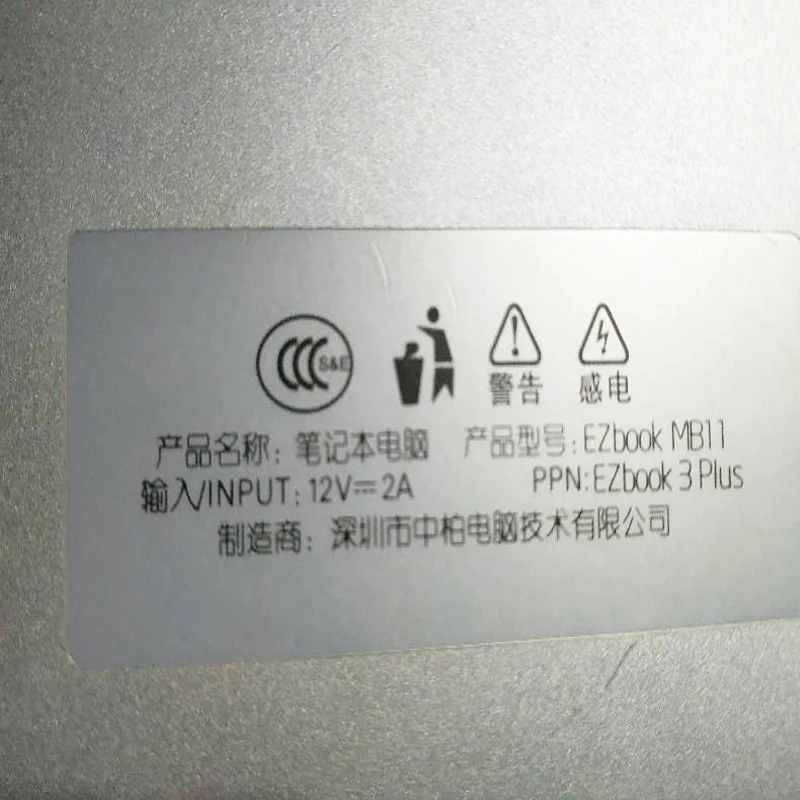 CCC S&E
警告 感电
产品名称: 笔记本电脑 产品型号: EZbook MB11
输入/INPUT: 12V⎓2A PPN: EZbook 3 Plus
制造商: 深圳市中柏电脑技术有限公司